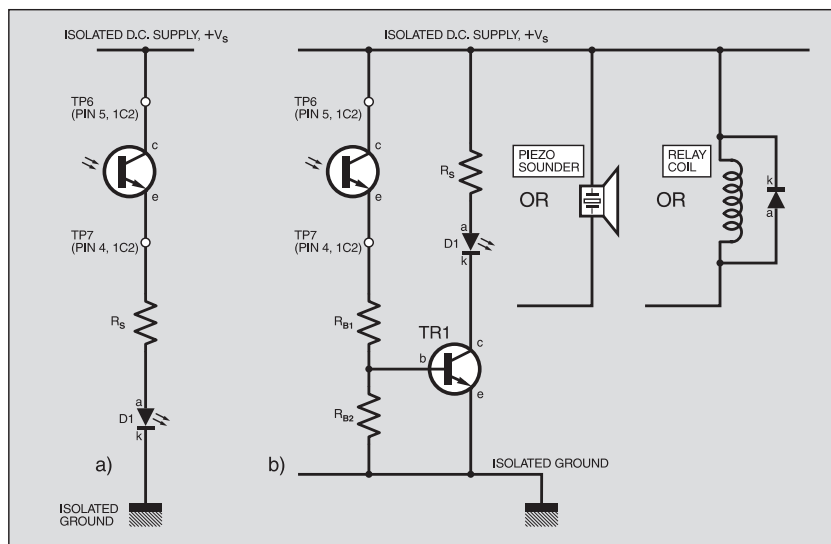 ISOLATED D.C. SUPPLY, +Vs
TP6
(PIN 5, 1C2)
c
e
TP7
(PIN 4, 1C2)
Rs
a
D1
k
a)
ISOLATED
GROUND
ISOLATED D.C. SUPPLY, +Vs
TP6
(PIN 5, 1C2)
c
e
TP7
(PIN 4, 1C2)
RB1
RB2
b)
Rs
a
D1
k
TR1
b
c
e
ISOLATED GROUND
PIEZO
SOUNDER
OR
RELAY
COIL
OR
k
a